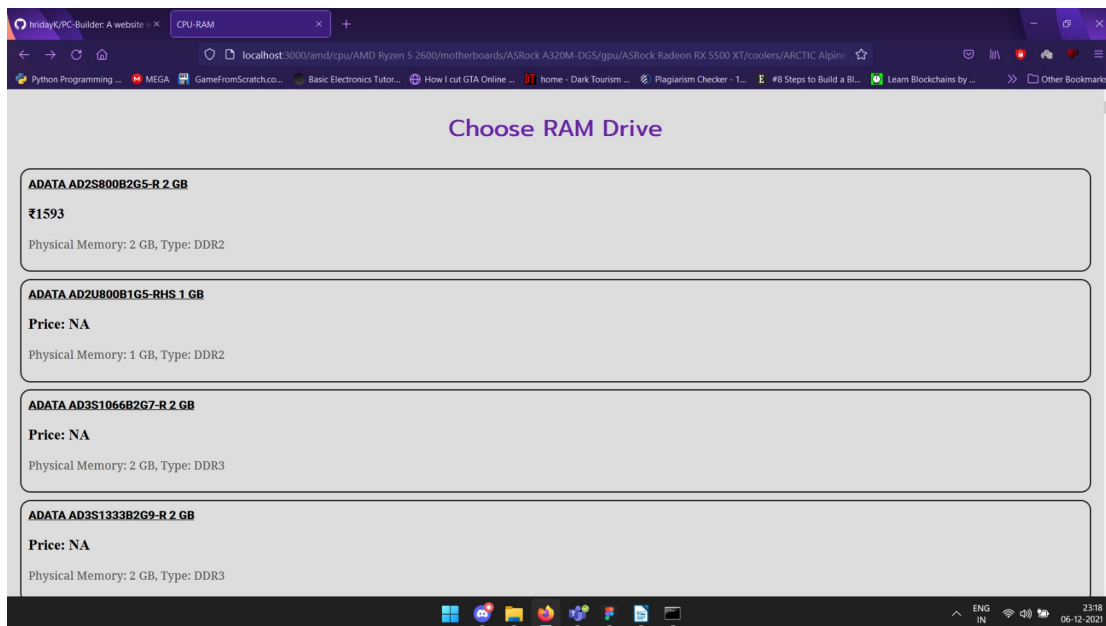 hridayK/PC-Builder: A website
CPU-RAM
localhost:3000/amd/cpu/AMD Ryzen 5 2600/motherboards/ASRock A320M-DGS/gpu/ASRock Radeon RX 5500 XT/coolers/ARCTIC Alpine
Python Programming ... MEGA GameFromScratch.co... Basic Electronics Tutor... How I cut GTA Online ... DT home - Dark Tourism ... Plagiarism Checker - 1... E #8 Steps to Build a Bl... Learn Blockchains by ... Other Bookmarks
Choose RAM Drive
ADATA AD2S800B2G5-R 2 GB
₹1593
Physical Memory: 2 GB, Type: DDR2
ADATA AD2U800B1G5-RHS 1 GB
Price: NA
Physical Memory: 1 GB, Type: DDR2
ADATA AD3S1066B2G7-R 2 GB
Price: NA
Physical Memory: 2 GB, Type: DDR3
ADATA AD3S1333B2G9-R 2 GB
Price: NA
Physical Memory: 2 GB, Type: DDR3
ENG 23:18
IN 06-12-2021